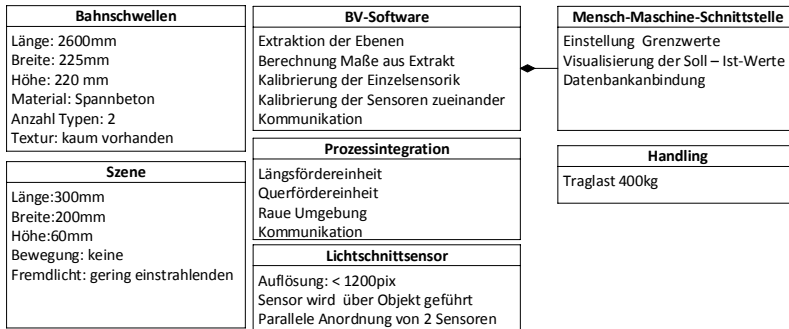 Bahnschwellen
Länge: 2600mm
Breite: 225mm
Höhe: 220 mm
Material: Spannbeton
Anzahl Typen: 2
Textur: kaum vorhanden
Szene
Länge:300mm
Breite:200mm
Höhe:60mm
Bewegung: keine
Fremdlicht: gering einstrahlenden
BV-Software
Extraktion der Ebenen
Berechnung Maße aus Extrakt
Kalibrierung der Einzelsensorik
Kalibrierung der Sensoren zueinander
Kommunikation
Prozessintegration
Längsfördereinheit
Querfördereinheit
Raue Umgebung
Kommunikation
Lichtschnittsensor
Auflösung: < 1200pix
Sensor wird über Objekt geführt
Parallele Anordnung von 2 Sensoren
Mensch-Maschine-Schnittstelle
Einstellung Grenzwerte
Visualisierung der Soll – Ist-Werte
Datenbankanbindung
Handling
Traglast 400kg